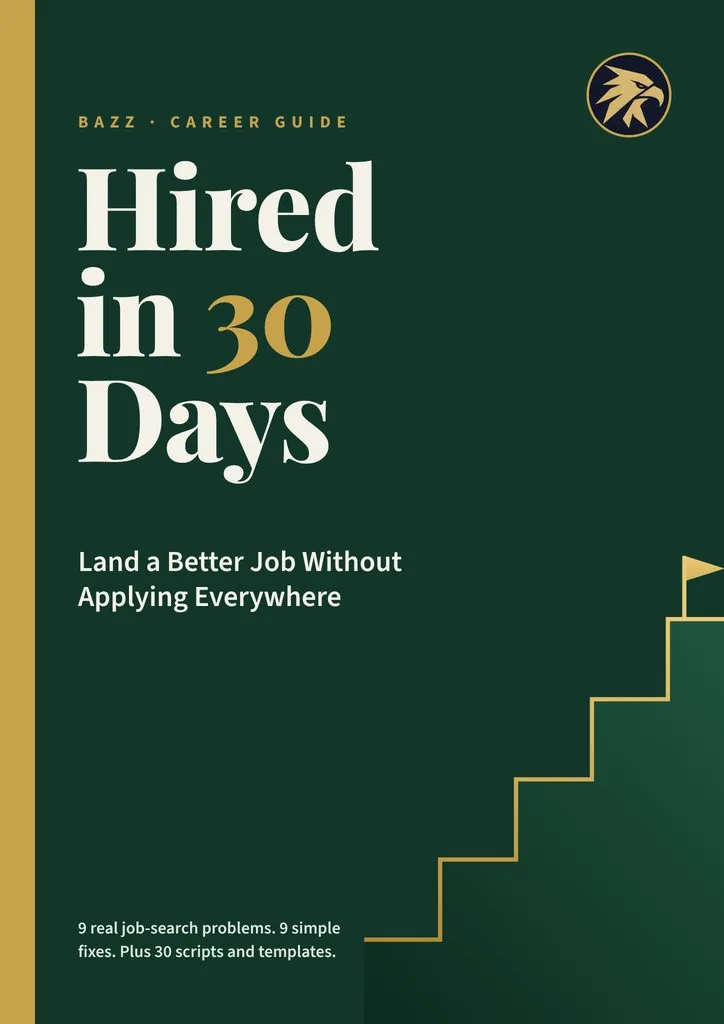 BAZZ · CAREER GUIDE
Hired
in 30
Days
Land a Better Job Without
Applying Everywhere
9 real job-search problems. 9 simple
fixes. Plus 30 scripts and templates.